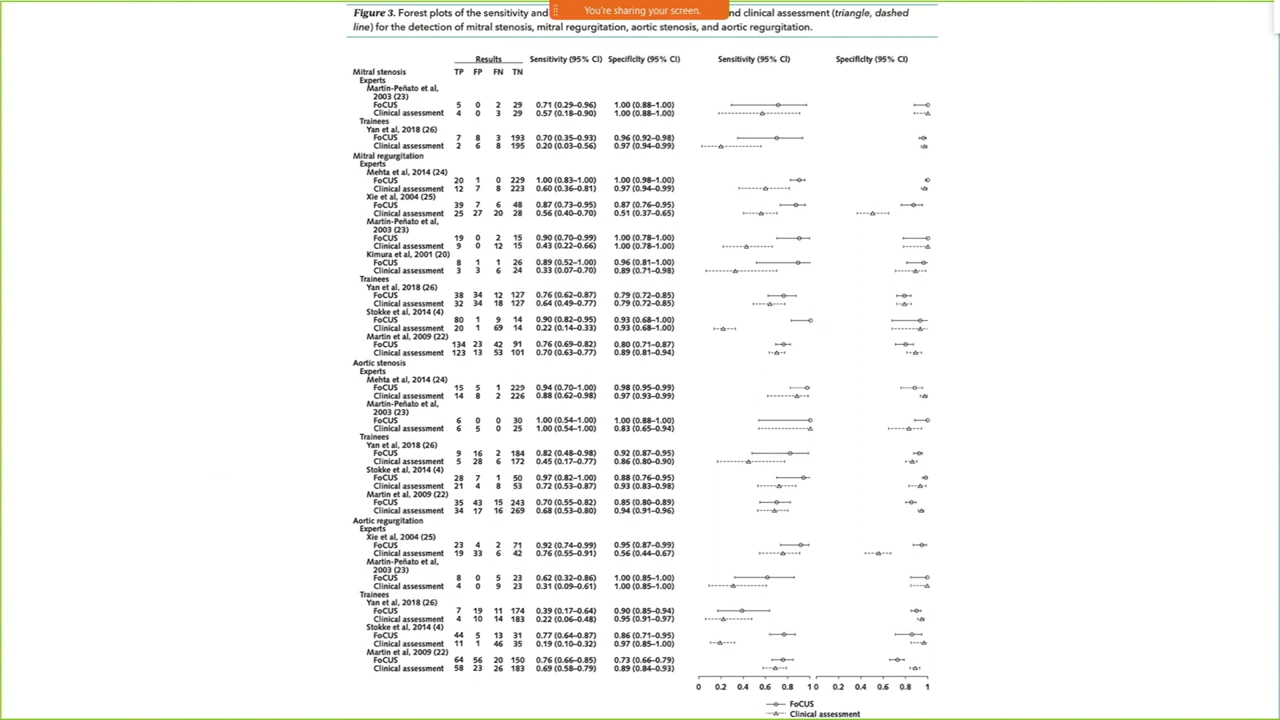 You're sharing your screen.
Figure 3. Forest plots of the sensitivity and nd clinical assessment (triangle, dashed
line) for the detection of mitral stenosis, mitral regurgitation, aortic stenosis, and aortic regurgitation.
Results Sensitivity (95% CI) Specificity (95% CI) Sensitivity (95% CI) Specificity (95% CI)
Mitral stenosis TP FP FN TN
Experts
Martín-Peñato et al,
2003 (23)
FoCUS 5 0 2 29 0.71 (0.29–0.96) 1.00 (0.88–1.00)
Clinical assessment 4 0 3 29 0.57 (0.18–0.90) 1.00 (0.88–1.00)
Trainees
Yan et al, 2018 (26)
FoCUS 7 8 3 193 0.70 (0.35–0.93) 0.96 (0.92–0.98)
Clinical assessment 2 6 8 195 0.20 (0.03–0.56) 0.97 (0.94–0.99)
Mitral regurgitation
Experts
Mehta et al, 2014 (24)
FoCUS 20 1 0 229 1.00 (0.83–1.00) 1.00 (0.98–1.00)
Clinical assessment 12 7 8 223 0.60 (0.36–0.81) 0.97 (0.94–0.99)
Xie et al, 2004 (25)
FoCUS 39 7 6 48 0.87 (0.73–0.95) 0.87 (0.76–0.95)
Clinical assessment 25 27 20 28 0.56 (0.40–0.70) 0.51 (0.37–0.65)
Martín-Peñato et al,
2003 (23)
FoCUS 19 0 2 15 0.90 (0.70–0.99) 1.00 (0.78–1.00)
Clinical assessment 9 0 12 15 0.43 (0.22–0.66) 1.00 (0.78–1.00)
Kimura et al, 2001 (20)
FoCUS 8 1 1 26 0.89 (0.52–1.00) 0.96 (0.81–1.00)
Clinical assessment 3 3 6 24 0.33 (0.07–0.70) 0.89 (0.71–0.98)
Trainees
Yan et al, 2018 (26)
FoCUS 38 34 12 127 0.76 (0.62–0.87) 0.79 (0.72–0.85)
Clinical assessment 32 34 18 127 0.64 (0.49–0.77) 0.79 (0.72–0.85)
Stokke et al, 2014 (4)
FoCUS 80 1 9 14 0.90 (0.82–0.95) 0.93 (0.68–1.00)
Clinical assessment 20 1 69 14 0.22 (0.14–0.33) 0.93 (0.68–1.00)
Martin et al, 2009 (22)
FoCUS 134 23 42 91 0.76 (0.69–0.82) 0.80 (0.71–0.87)
Clinical assessment 123 13 53 101 0.70 (0.63–0.77) 0.89 (0.81–0.94)
Aortic stenosis
Experts
Mehta et al, 2014 (24)
FoCUS 15 5 1 229 0.94 (0.70–1.00) 0.98 (0.95–0.99)
Clinical assessment 14 8 2 226 0.88 (0.62–0.98) 0.97 (0.93–0.99)
Martín-Peñato et al,
2003 (23)
FoCUS 6 0 0 30 1.00 (0.54–1.00) 1.00 (0.88–1.00)
Clinical assessment 6 5 0 25 1.00 (0.54–1.00) 0.83 (0.65–0.94)
Trainees
Yan et al, 2018 (26)
FoCUS 9 16 2 184 0.82 (0.48–0.98) 0.92 (0.87–0.95)
Clinical assessment 5 28 6 172 0.45 (0.17–0.77) 0.86 (0.80–0.90)
Stokke et al, 2014 (4)
FoCUS 28 7 1 50 0.97 (0.82–1.00) 0.88 (0.76–0.95)
Clinical assessment 21 4 8 53 0.72 (0.53–0.87) 0.93 (0.83–0.98)
Martin et al, 2009 (22)
FoCUS 35 43 15 243 0.70 (0.55–0.82) 0.85 (0.80–0.89)
Clinical assessment 34 17 16 269 0.68 (0.53–0.80) 0.94 (0.91–0.96)
Aortic regurgitation
Experts
Xie et al, 2004 (25)
FoCUS 23 4 2 71 0.92 (0.74–0.99) 0.95 (0.87–0.99)
Clinical assessment 19 33 6 42 0.76 (0.55–0.91) 0.56 (0.44–0.67)
Martín-Peñato et al,
2003 (23)
FoCUS 8 0 5 23 0.62 (0.32–0.86) 1.00 (0.85–1.00)
Clinical assessment 4 0 9 23 0.31 (0.09–0.61) 1.00 (0.85–1.00)
Trainees
Yan et al, 2018 (26)
FoCUS 7 19 11 174 0.39 (0.17–0.64) 0.90 (0.85–0.94)
Clinical assessment 4 10 14 183 0.22 (0.06–0.48) 0.95 (0.91–0.97)
Stokke et al, 2014 (4)
FoCUS 44 5 13 31 0.77 (0.64–0.87) 0.86 (0.71–0.95)
Clinical assessment 11 1 46 35 0.19 (0.10–0.32) 0.97 (0.85–1.00)
Martin et al, 2009 (22)
FoCUS 64 56 20 150 0.76 (0.66–0.85) 0.73 (0.66–0.79)
Clinical assessment 58 23 26 183 0.69 (0.58–0.79) 0.89 (0.84–0.93)
0 0.2 0.4 0.6 0.8 1 0 0.2 0.4 0.6 0.8 1
FoCUS
Clinical assessment